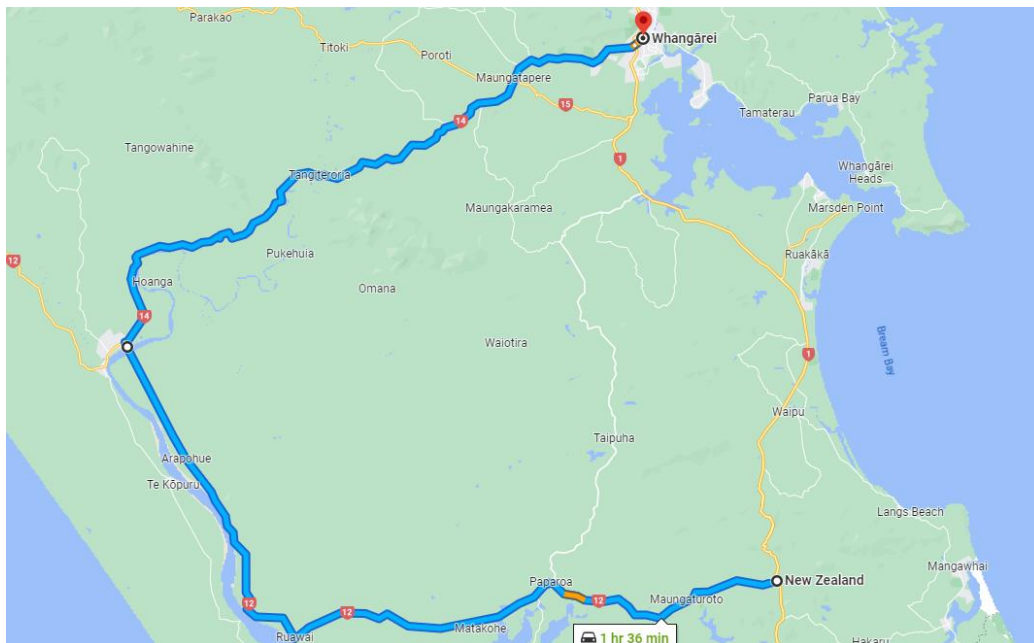 Parakao
Titoki
Poroti
Whangārei
Maungatapere
15
14
Parua Bay
Tamaterau
Tangowahine
1
Whangārei
Heads
Tangiteroria
Maungakaramea
Marsden Point
Pukehuia
Ruakākā
12
Hoanga
Omana
14
Bream Bay
Waiotira
1
Waipu
Taipuha
Arapohue
Te Kōpuru
Langs Beach
Mangawhai
Paparoa
New Zealand
12
12
12
Maungaturoto
Matakohe
Ruawai
1 hr 36 min
Hakaru